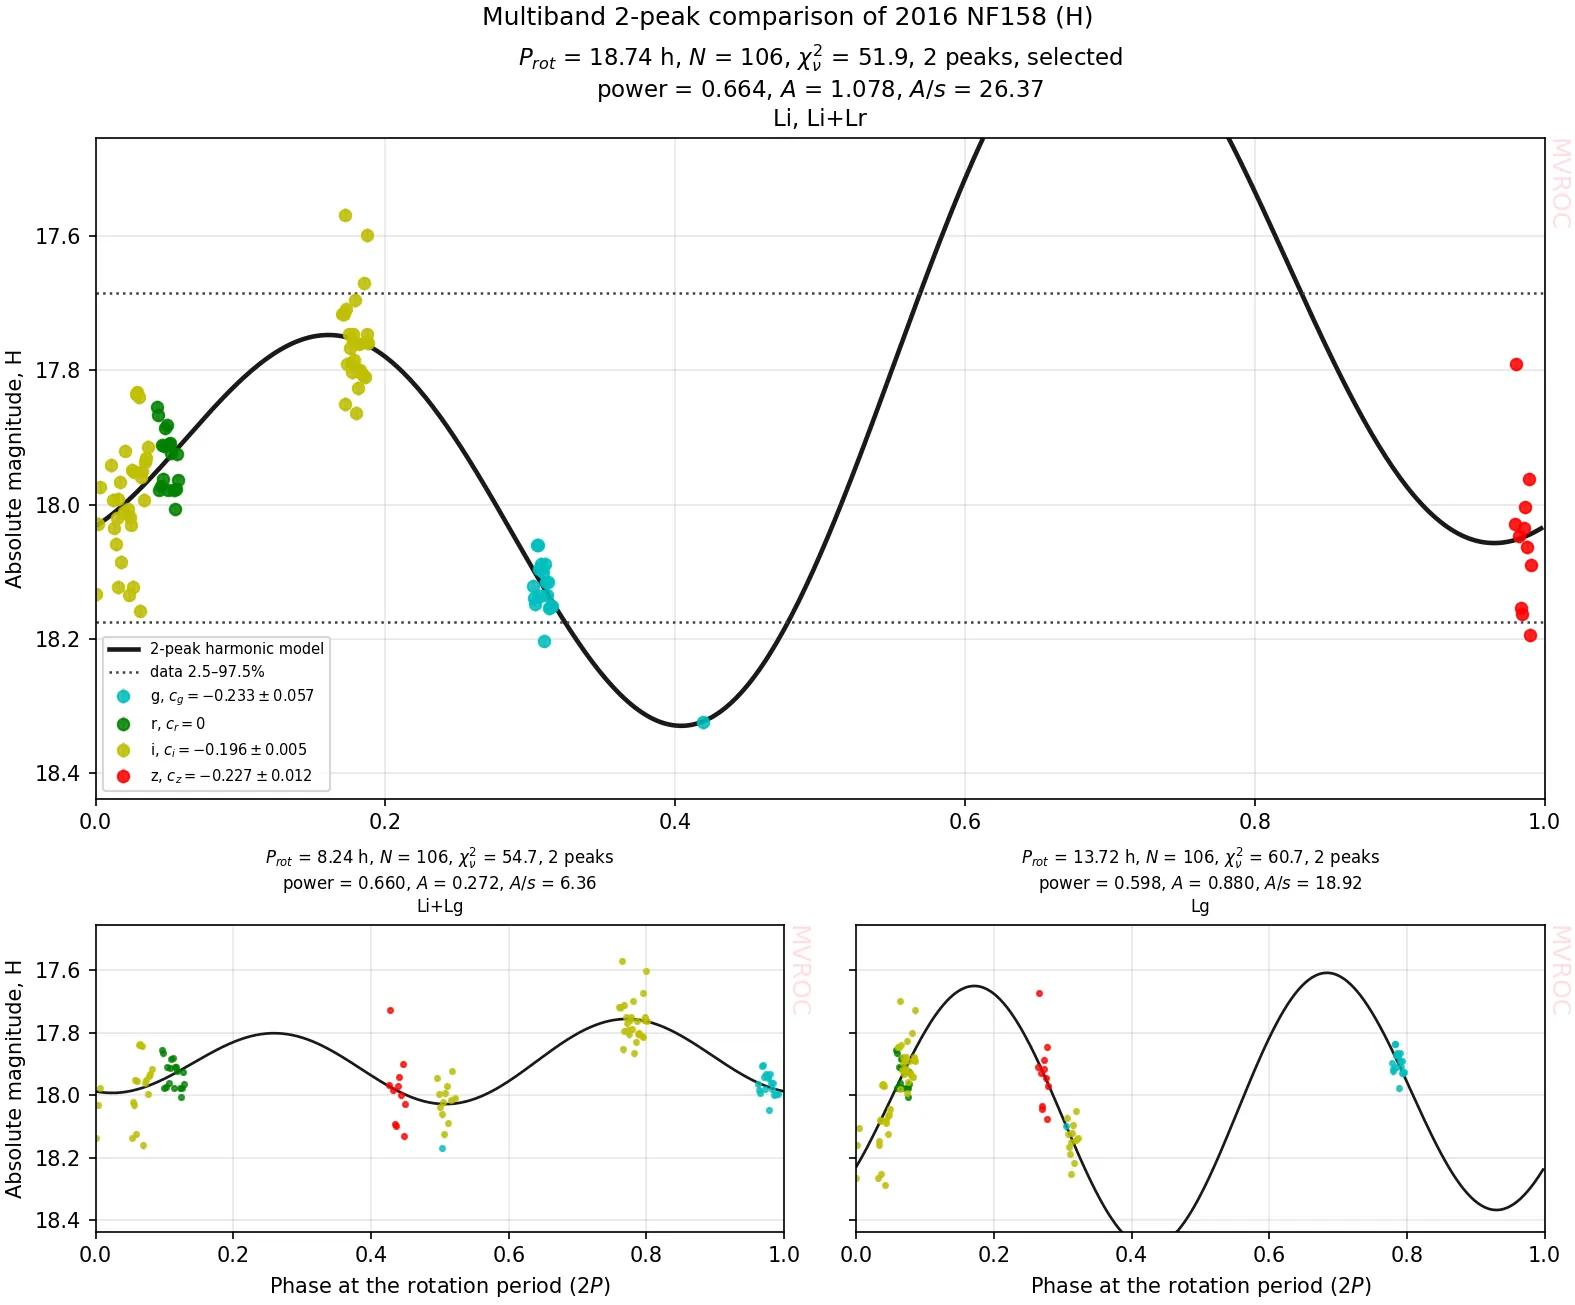 Multiband 2-peak comparison of 2016 NF158 (H)
P_rot = 18.74 h, N = 106, χ²_ν = 51.9, 2 peaks, selected
power = 0.664, A = 1.078, A/s = 26.37
Li, Li+Lr
MVROC
Absolute magnitude, H
17.6
17.8
18.0
18.2
18.4
2-peak harmonic model
data 2.5–97.5%
g, c_g = −0.233 ± 0.057
r, c_r = 0
i, c_i = −0.196 ± 0.005
z, c_z = −0.227 ± 0.012
0.0 0.2 0.4 0.6 0.8 1.0
P_rot = 8.24 h, N = 106, χ²_ν = 54.7, 2 peaks
power = 0.660, A = 0.272, A/s = 6.36
Li+Lg
MVROC
Absolute magnitude, H
17.6
17.8
18.0
18.2
18.4
0.0 0.2 0.4 0.6 0.8 1.0
Phase at the rotation period (2P)
P_rot = 13.72 h, N = 106, χ²_ν = 60.7, 2 peaks
power = 0.598, A = 0.880, A/s = 18.92
Lg
MVROC
0.0 0.2 0.4 0.6 0.8 1.0
Phase at the rotation period (2P)